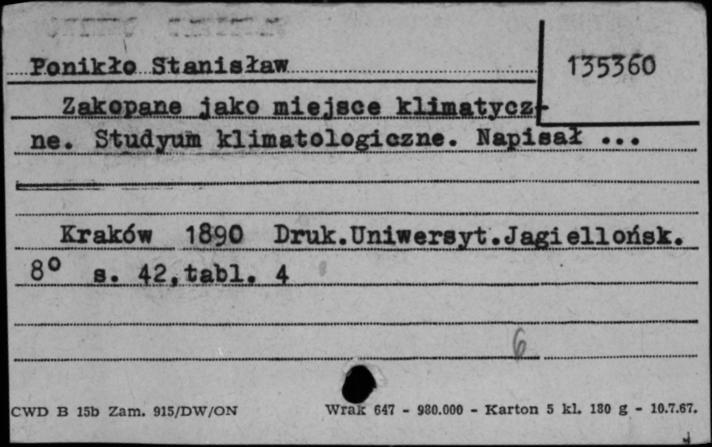 Ponikło Stanisław
135360
Zakopane jako miejsce klimatycz-
ne. Studyum klimatologiczne. Napisał ...
Kraków 1890 Druk.Uniwersyt.Jagiellońsk.
8° s. 42,tabl. 4
6
CWD B 15b Zam. 915/DW/ON Wrak 647 - 980.000 - Karton 5 kl. 180 g - 10.7.67.